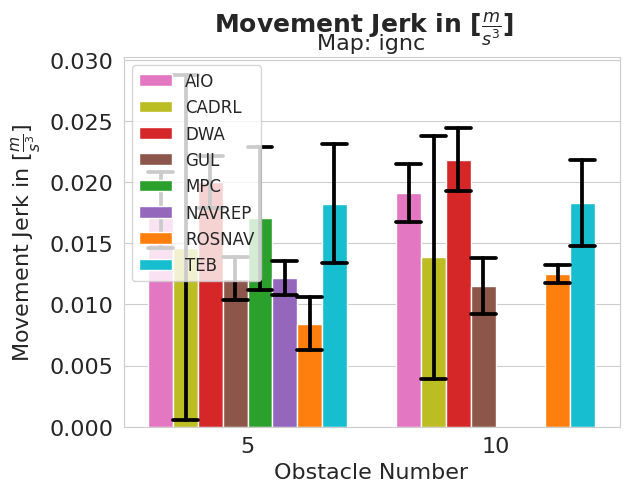 Movement Jerk in [m/s³]
Map: ignc
Movement Jerk in [m/s³]
0.030
0.025
0.020
0.015
0.010
0.005
0.000
AIO
CADRL
DWA
GUL
MPC
NAVREP
ROSNAV
TEB
5 10
Obstacle Number